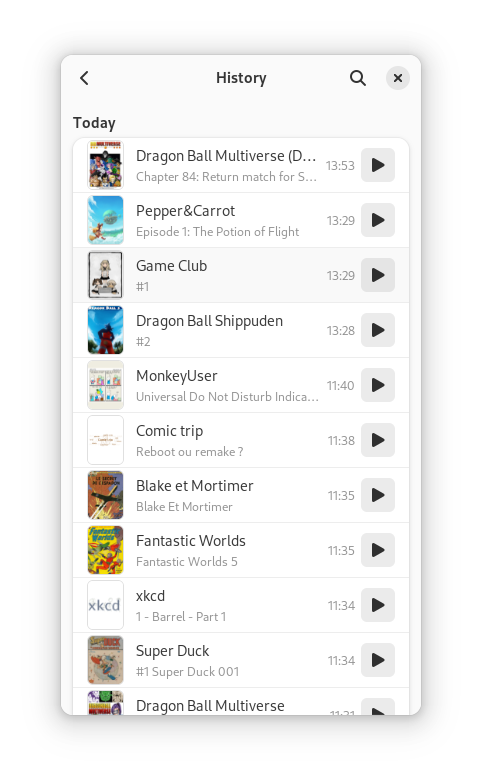 History
Today
Dragon Ball Multiverse (D...
13:53
Chapter 84: Return match for S...
Pepper&Carrot
13:29
Episode 1: The Potion of Flight
Game Club
13:29
#1
Dragon Ball Shippuden
13:28
#2
MonkeyUser
11:40
Universal Do Not Disturb Indica...
Comic trip
11:38
Reboot ou remake ?
Blake et Mortimer
11:35
Blake Et Mortimer
Fantastic Worlds
11:35
Fantastic Worlds 5
xkcd
xkcd
11:34
1 - Barrel - Part 1
Super Duck
11:34
#1 Super Duck 001
Dragon Ball Multiverse